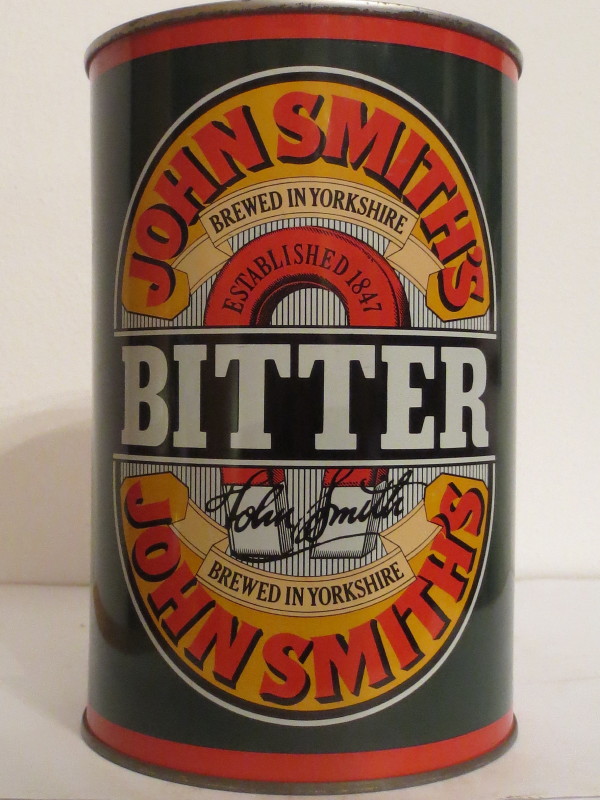 JOHN SMITH'S
BREWED IN YORKSHIRE
ESTABLISHED 1847
BITTER
John Smith
BREWED IN YORKSHIRE
JOHN SMITH'S